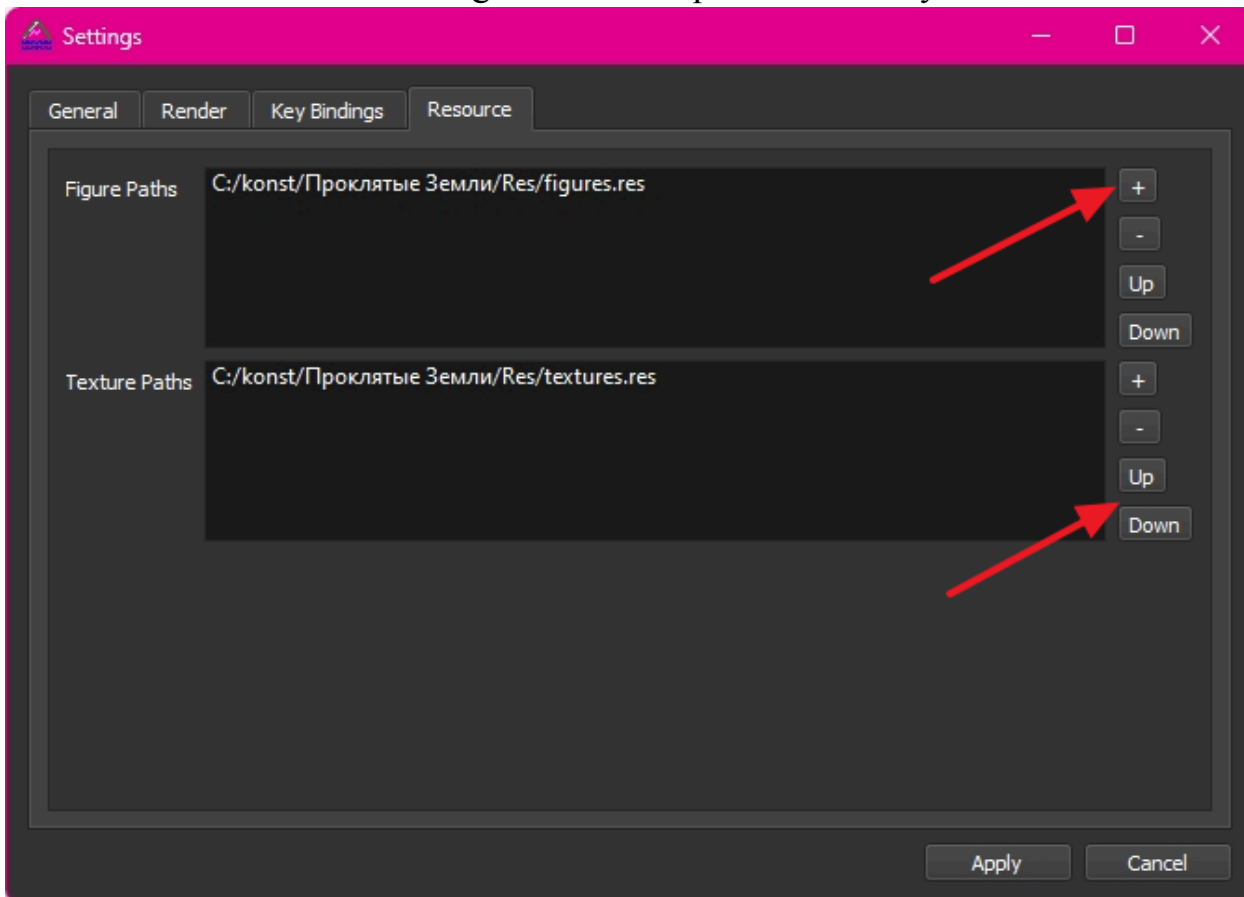 Settings
General Render Key Bindings Resource
Figure Paths C:/konst/Проклятые Земли/Res/figures.res +
-
Up
Down
Texture Paths C:/konst/Проклятые Земли/Res/textures.res +
-
Up
Down
Apply Cancel